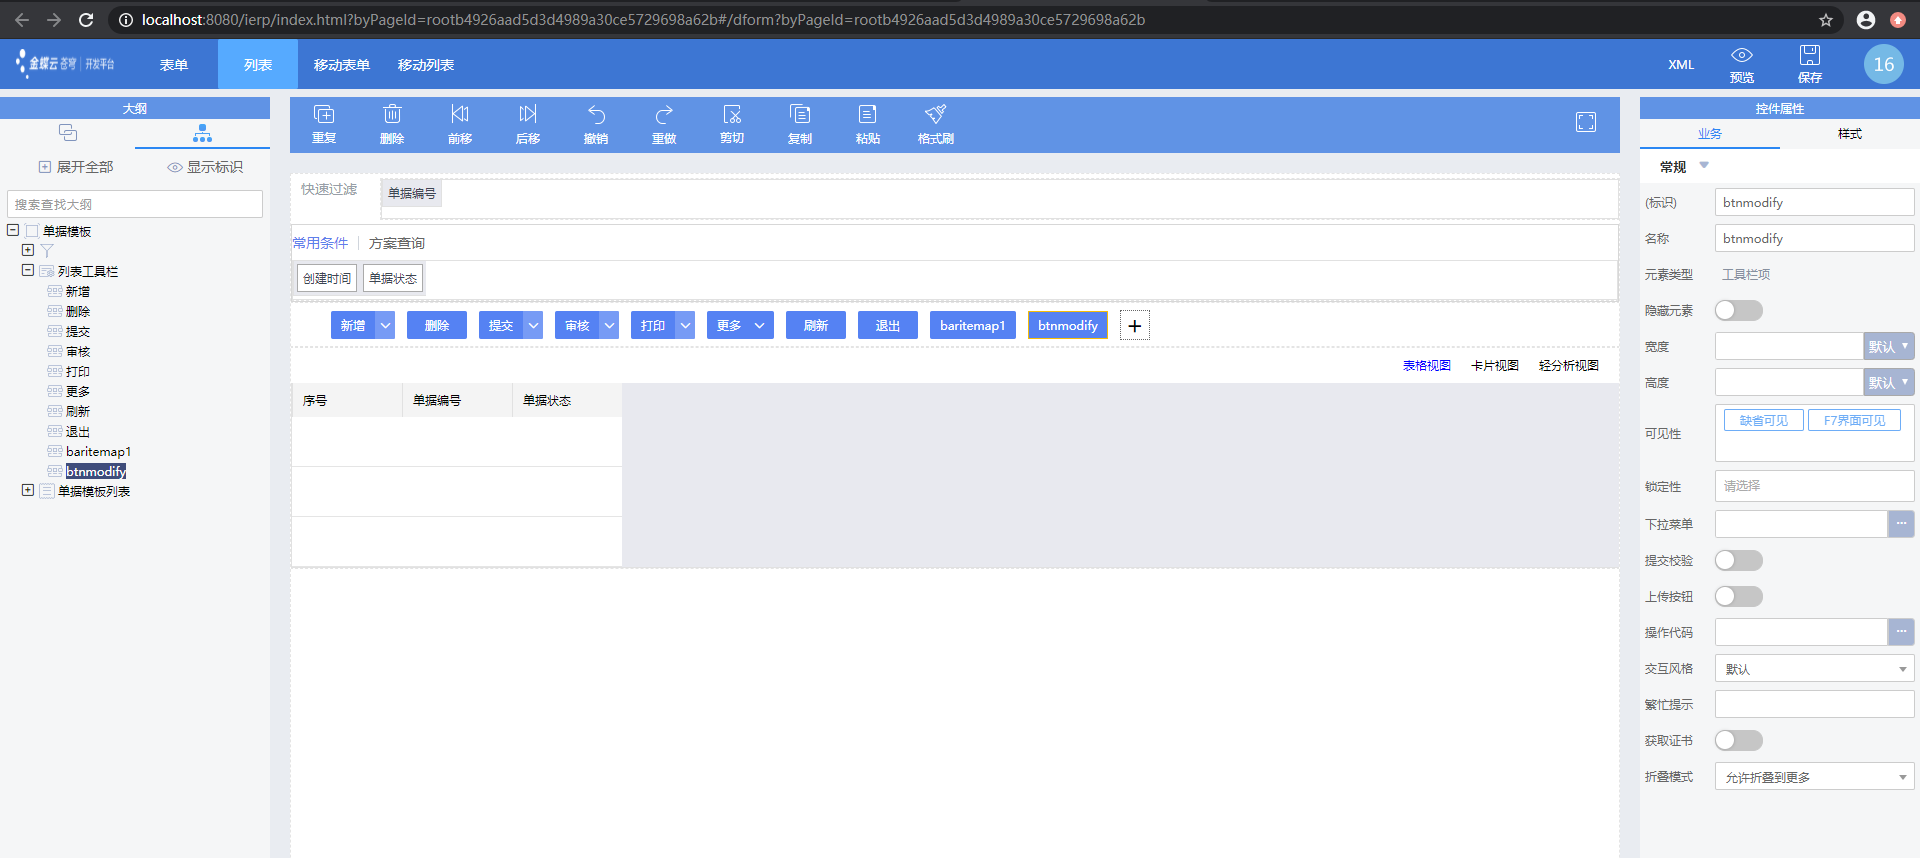 localhost:8080/ierp/index.html?byPageId=rootb4926aad5d3d4989a30ce5729698a62b#/dform?byPageId=rootb4926aad5d3d4989a30ce5729698a62b
金蝶云 苍穹 | 开发平台 表单 列表 移动表单 移动列表 XML 预览 保存 16
大纲
展开全部 显示标识
搜索查找大纲
单据模板
列表工具栏
新增
删除
提交
审核
打印
更多
刷新
退出
baritemap1
btnmodify
单据模板列表
重复 删除 前移 后移 撤销 重做 剪切 复制 粘贴 格式刷
快速过滤 单据编号
常用条件 方案查询
创建时间 单据状态
新增 删除 提交 审核 打印 更多 刷新 退出 baritemap1 btnmodify +
表格视图 卡片视图 轻分析视图
序号 单据编号 单据状态
控件属性
业务 样式
常规
(标识) btnmodify
名称 btnmodify
元素类型 工具栏项
隐藏元素
宽度 默认
高度 默认
可见性 缺省可见 F7界面可见
锁定性 请选择
下拉菜单 ...
提交校验
上传按钮
操作代码 ...
交互风格 默认
繁忙提示
获取证书
折叠模式 允许折叠到更多